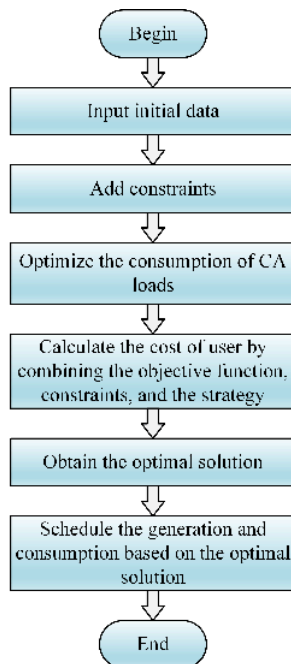 Begin
Input initial data
Add constraints
Optimize the consumption of CA
loads
Calculate the cost of user by
combining the objective function,
constraints, and the strategy
Obtain the optimal solution
Schedule the generation and
consumption based on the optimal
solution
End